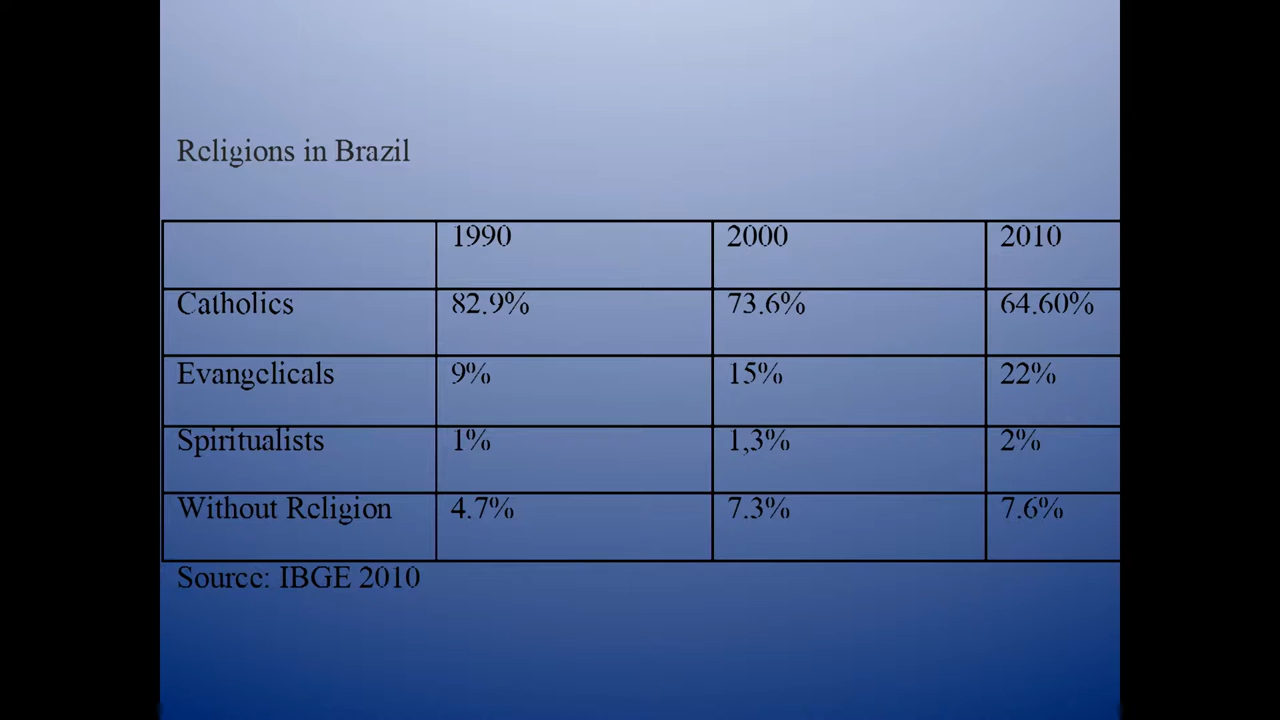 Religions in Brazil
1990 2000 2010
Catholics 82.9% 73.6% 64.60%
Evangelicals 9% 15% 22%
Spiritualists 1% 1,3% 2%
Without Religion 4.7% 7.3% 7.6%
Source: IBGE 2010